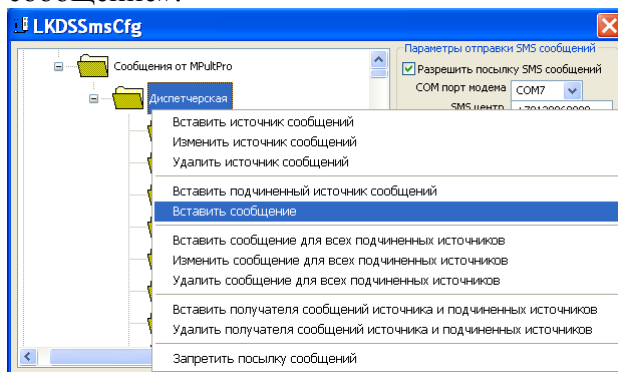 сообщение».
LKDSSmsCfg
Сообщения от MPultPro
Диспетчерская
Параметры отправки SMS сообщений
Разрешить посылку SMS сообщений
COM порт модема COM7
SMS центр
Вставить источник сообщений
Изменить источник сообщений
Удалить источник сообщений
Вставить подчиненный источник сообщений
Вставить сообщение
Вставить сообщение для всех подчиненных источников
Изменить сообщение для всех подчиненных источников
Удалить сообщение для всех подчиненных источников
Вставить получателя сообщений источника и подчиненных источников
Удалить получателя сообщений источника и подчиненных источников
Запретить посылку сообщений